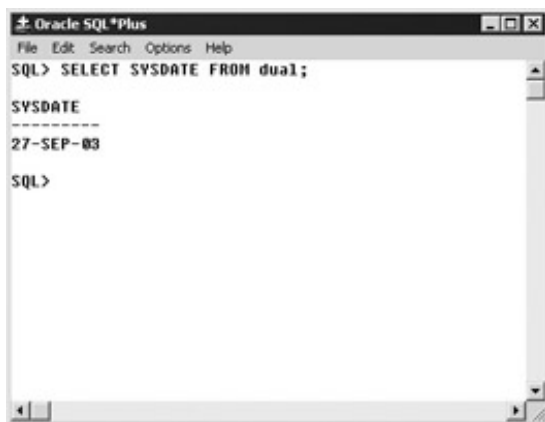 Oracle SQL*Plus
File Edit Search Options Help
SQL> SELECT SYSDATE FROM dual;
SYSDATE
---------
27-SEP-03
SQL>